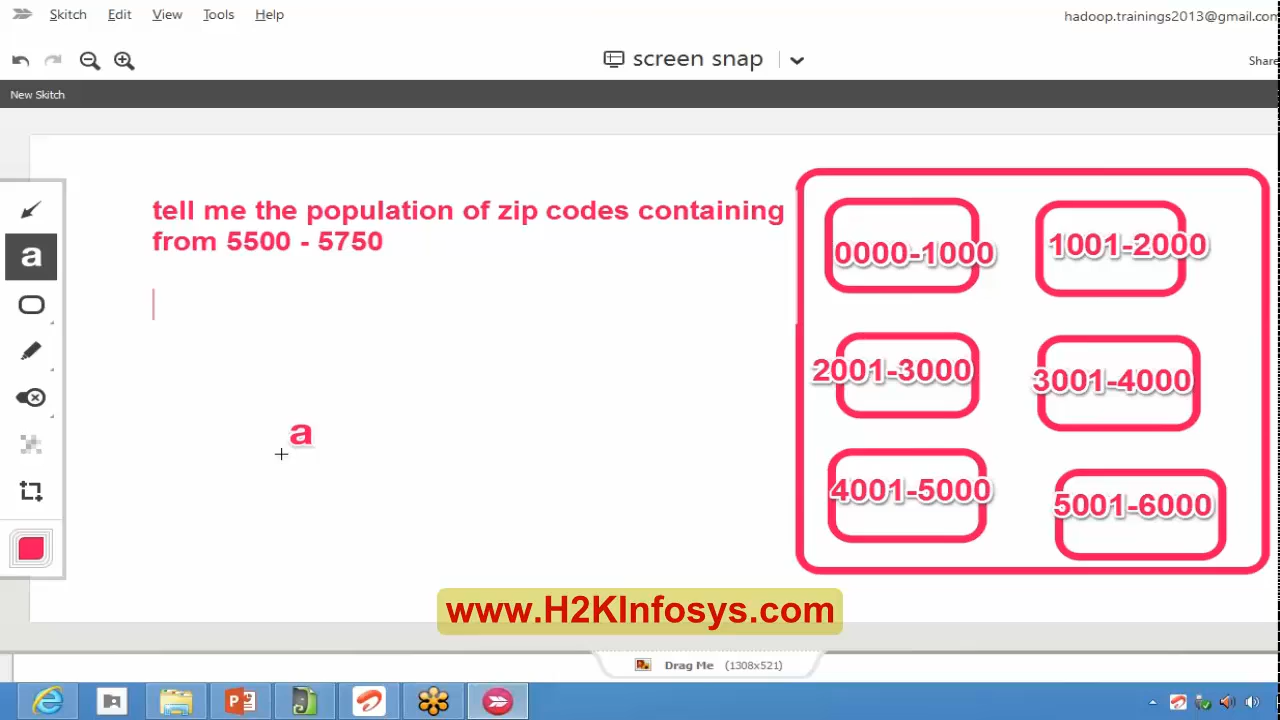 Skitch Edit View Tools Help
hadoop.trainings2013@gmail.com
screen snap
Share
New Skitch
tell me the population of zip codes containing
from 5500 - 5750
a
a
0000-1000
1001-2000
2001-3000
3001-4000
4001-5000
5001-6000
www.H2KInfosys.com
Drag Me (1308x521)